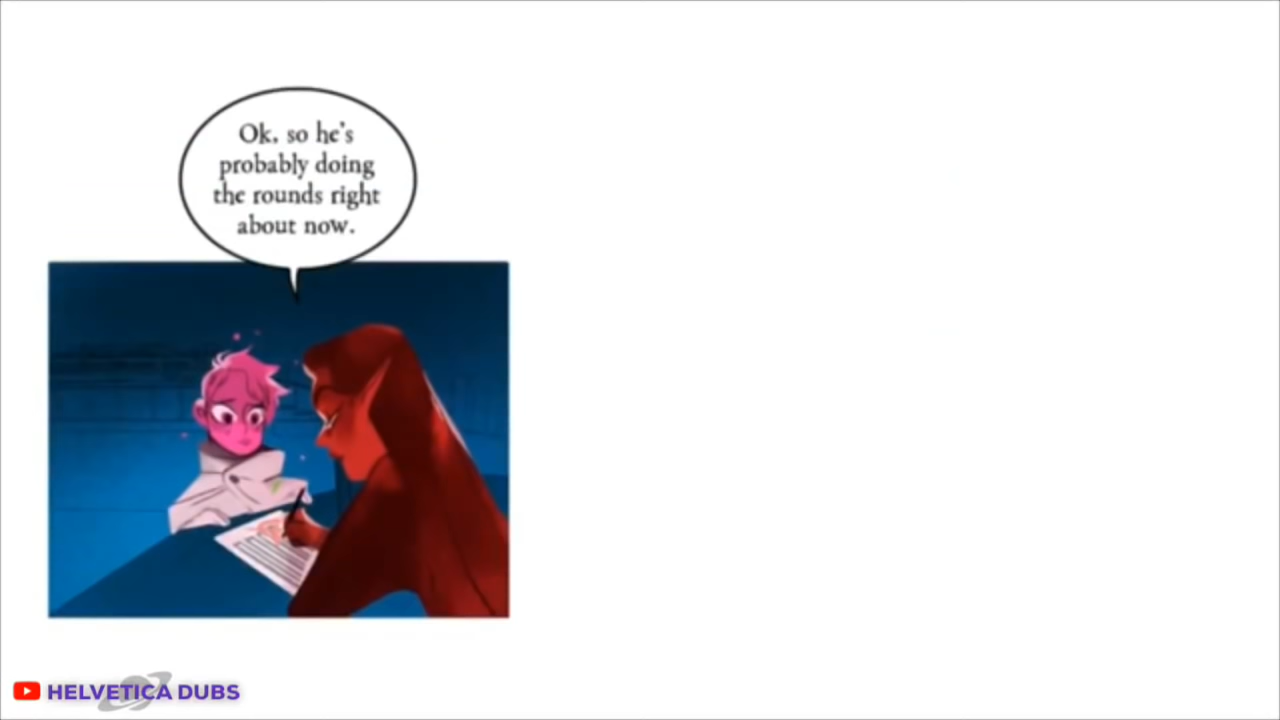 Ok, so he's
probably doing
the rounds right
about now.
HELVETICA DUBS